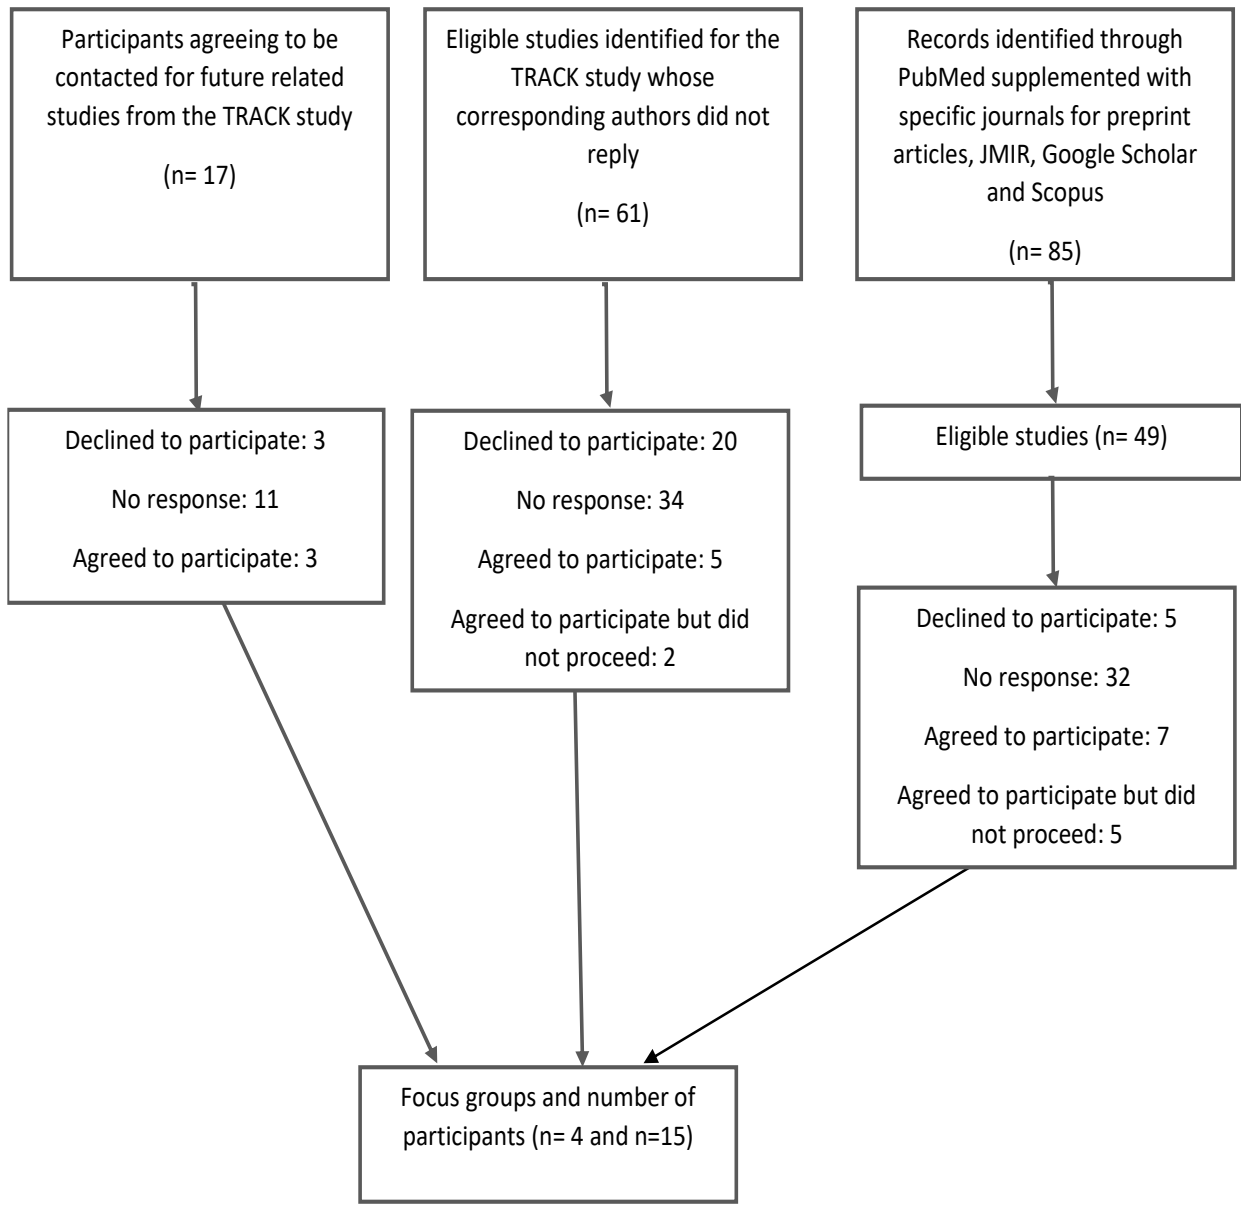 Participants agreeing to be
contacted for future related
studies from the TRACK study
(n= 17)
Eligible studies identified for the
TRACK study whose
corresponding authors did not
reply
(n= 61)
Records identified through
PubMed supplemented with
specific journals for preprint
articles, JMIR, Google Scholar
and Scopus
(n= 85)
Declined to participate: 3
No response: 11
Agreed to participate: 3
Declined to participate: 20
No response: 34
Agreed to participate: 5
Agreed to participate but did
not proceed: 2
Eligible studies (n= 49)
Declined to participate: 5
No response: 32
Agreed to participate: 7
Agreed to participate but did
not proceed: 5
Focus groups and number of
participants (n= 4 and n=15)